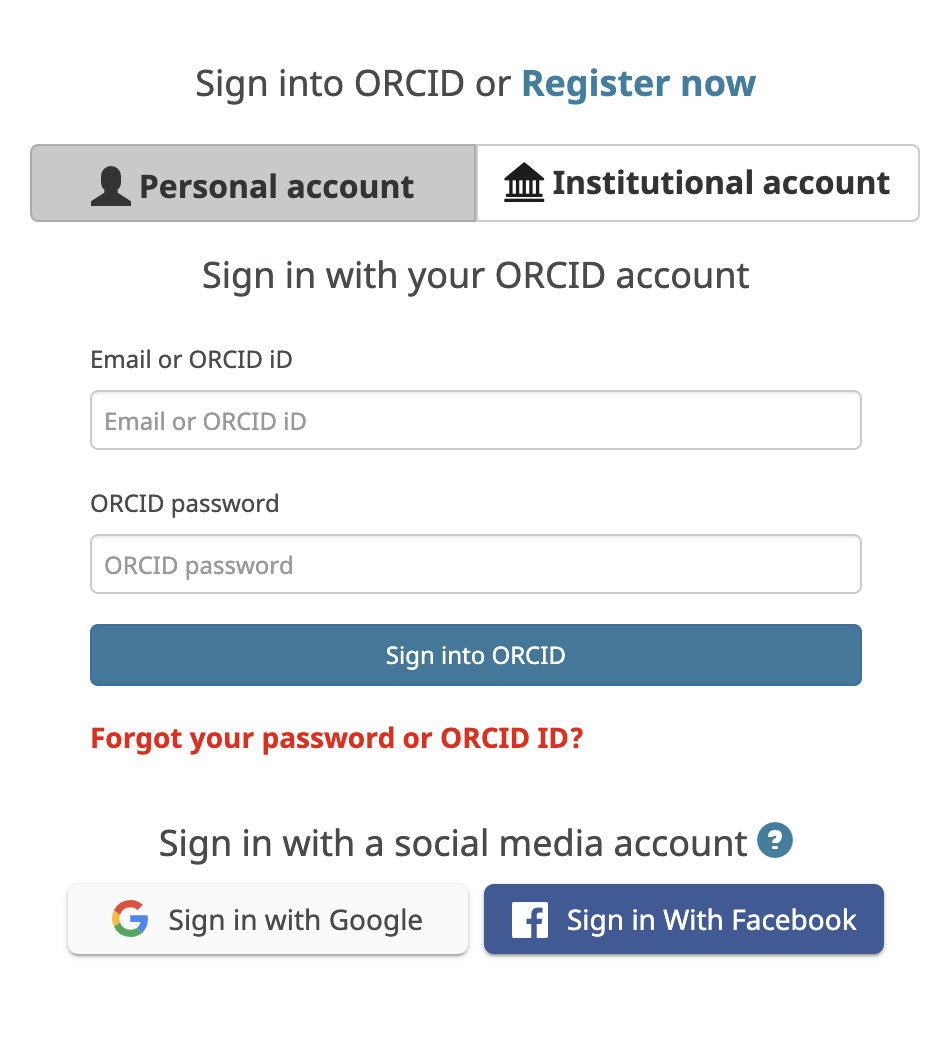 Sign into ORCID or Register now
Personal account
Institutional account
Sign in with your ORCID account
Email or ORCID iD
Email or ORCID iD
ORCID password
ORCID password
Sign into ORCID
Forgot your password or ORCID ID?
Sign in with a social media account ?
Sign in with Google
Sign in With Facebook